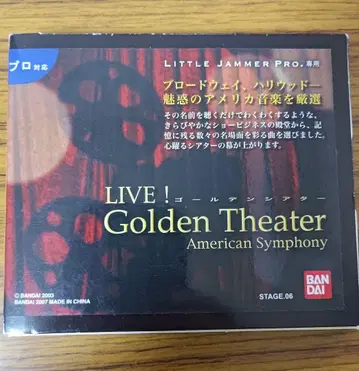 プロ対応
LITTLE JAMMER PRO. 専用
ブロードウェイ、ハリウッド―
魅惑のアメリカ音楽を厳選
その名前を聴くだけでわくわくするような、
きらびやかなショービジネスの殿堂から、記
憶に残る数々の名場面を彩る曲を選びました。
心躍るシアターの幕が上がります。
LIVE! ゴールデンシアター
Golden Theater
American Symphony
© BANDAI 2003
BANDAI 2007 MADE IN CHINA
STAGE.06
BAN
DAI